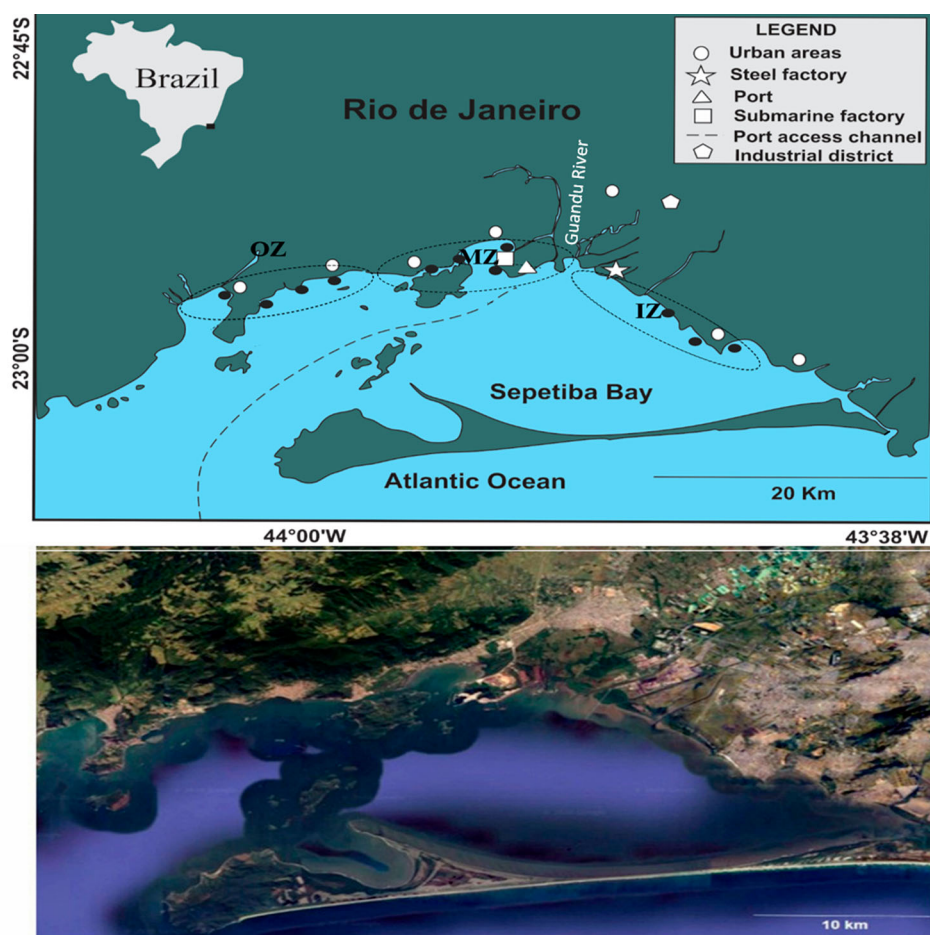 22°45'S
Brazil
Rio de Janeiro
LEGEND
Urban areas
Steel factory
Port
Submarine factory
Port access channel
Industrial district
Guandu River
OZ
MZ
IZ
23°00'S
Sepetiba Bay
Atlantic Ocean
20 Km
44°00'W
43°38'W
10 km